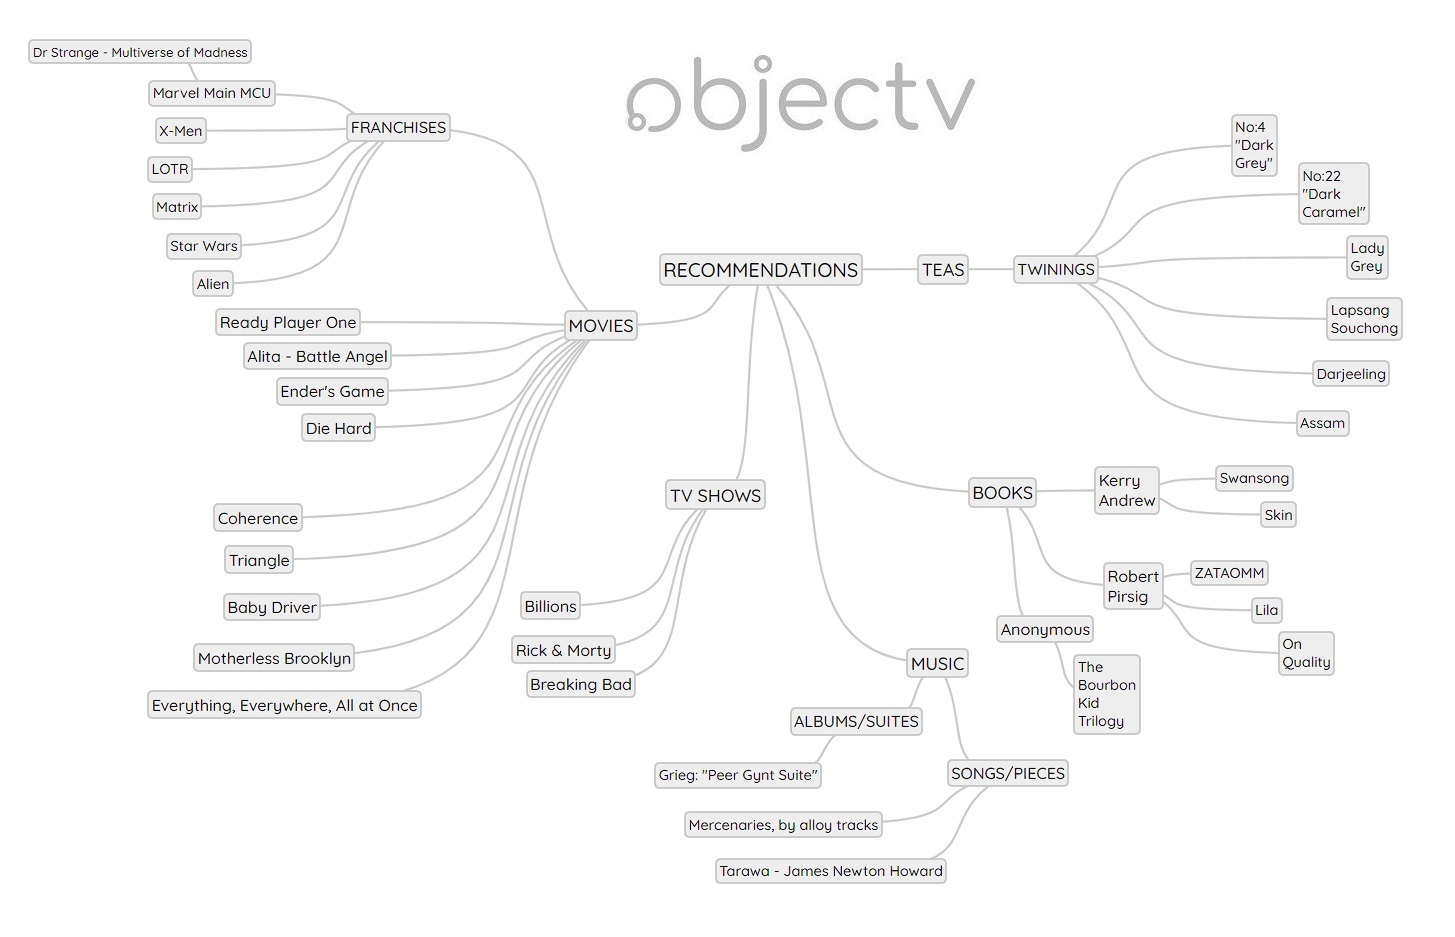 objectv
RECOMMENDATIONS
MOVIES
FRANCHISES
Dr Strange - Multiverse of Madness
Marvel Main MCU
X-Men
LOTR
Matrix
Star Wars
Alien
Ready Player One
Alita - Battle Angel
Ender's Game
Die Hard
Coherence
Triangle
Baby Driver
Motherless Brooklyn
Everything, Everywhere, All at Once
TV SHOWS
Billions
Rick & Morty
Breaking Bad
MUSIC
ALBUMS/SUITES
Grieg: "Peer Gynt Suite"
SONGS/PIECES
Mercenaries, by alloy tracks
Tarawa - James Newton Howard
BOOKS
Kerry
Andrew
Swansong
Skin
Robert
Pirsig
ZATAOMM
Lila
On
Quality
Anonymous
The
Bourbon
Kid
Trilogy
TEAS
TWININGS
No:4
"Dark
Grey"
No:22
"Dark
Caramel"
Lady
Grey
Lapsang
Souchong
Darjeeling
Assam